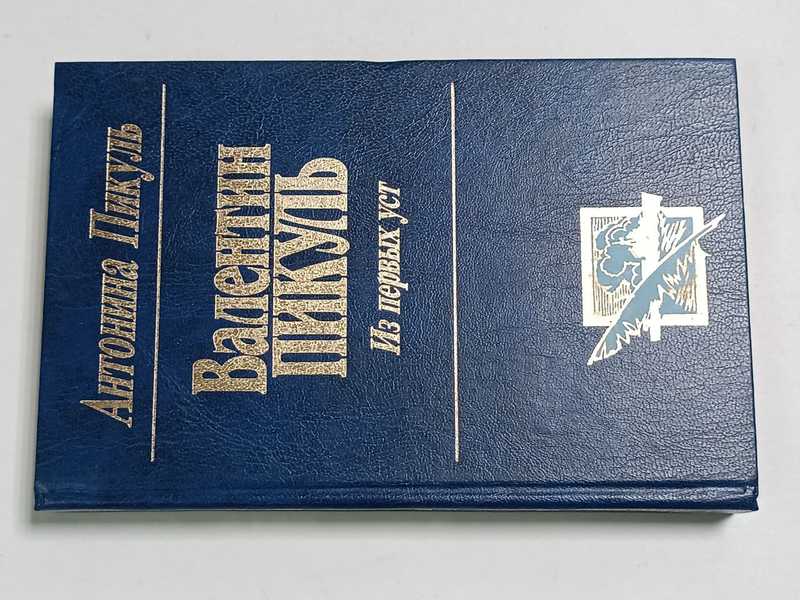 Антонина Пикуль
Валентин
ПИКУЛЬ
Из первых уст